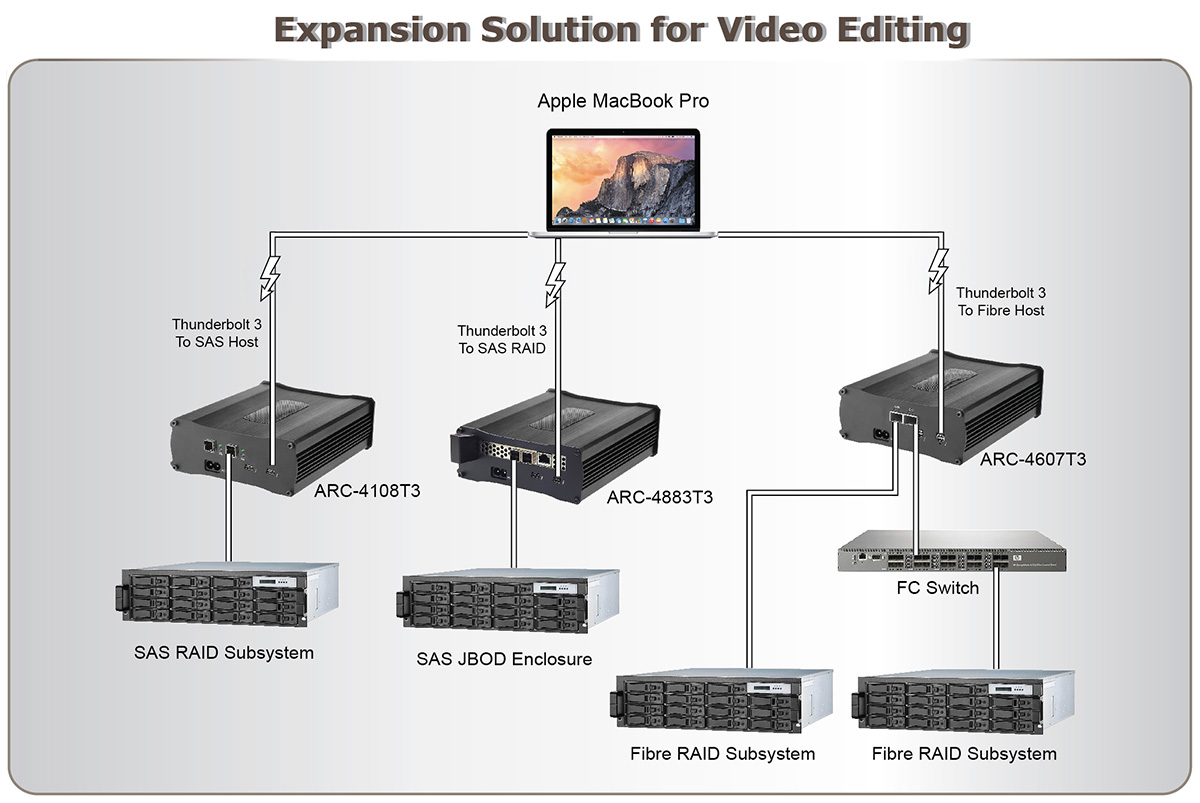 Expansion Solution for Video Editing
Apple MacBook Pro
Thunderbolt 3
To SAS Host
Thunderbolt 3
To SAS RAID
Thunderbolt 3
To Fibre Host
ARC-4108T3
ARC-4883T3
ARC-4607T3
FC Switch
SAS RAID Subsystem
SAS JBOD Enclosure
Fibre RAID Subsystem
Fibre RAID Subsystem